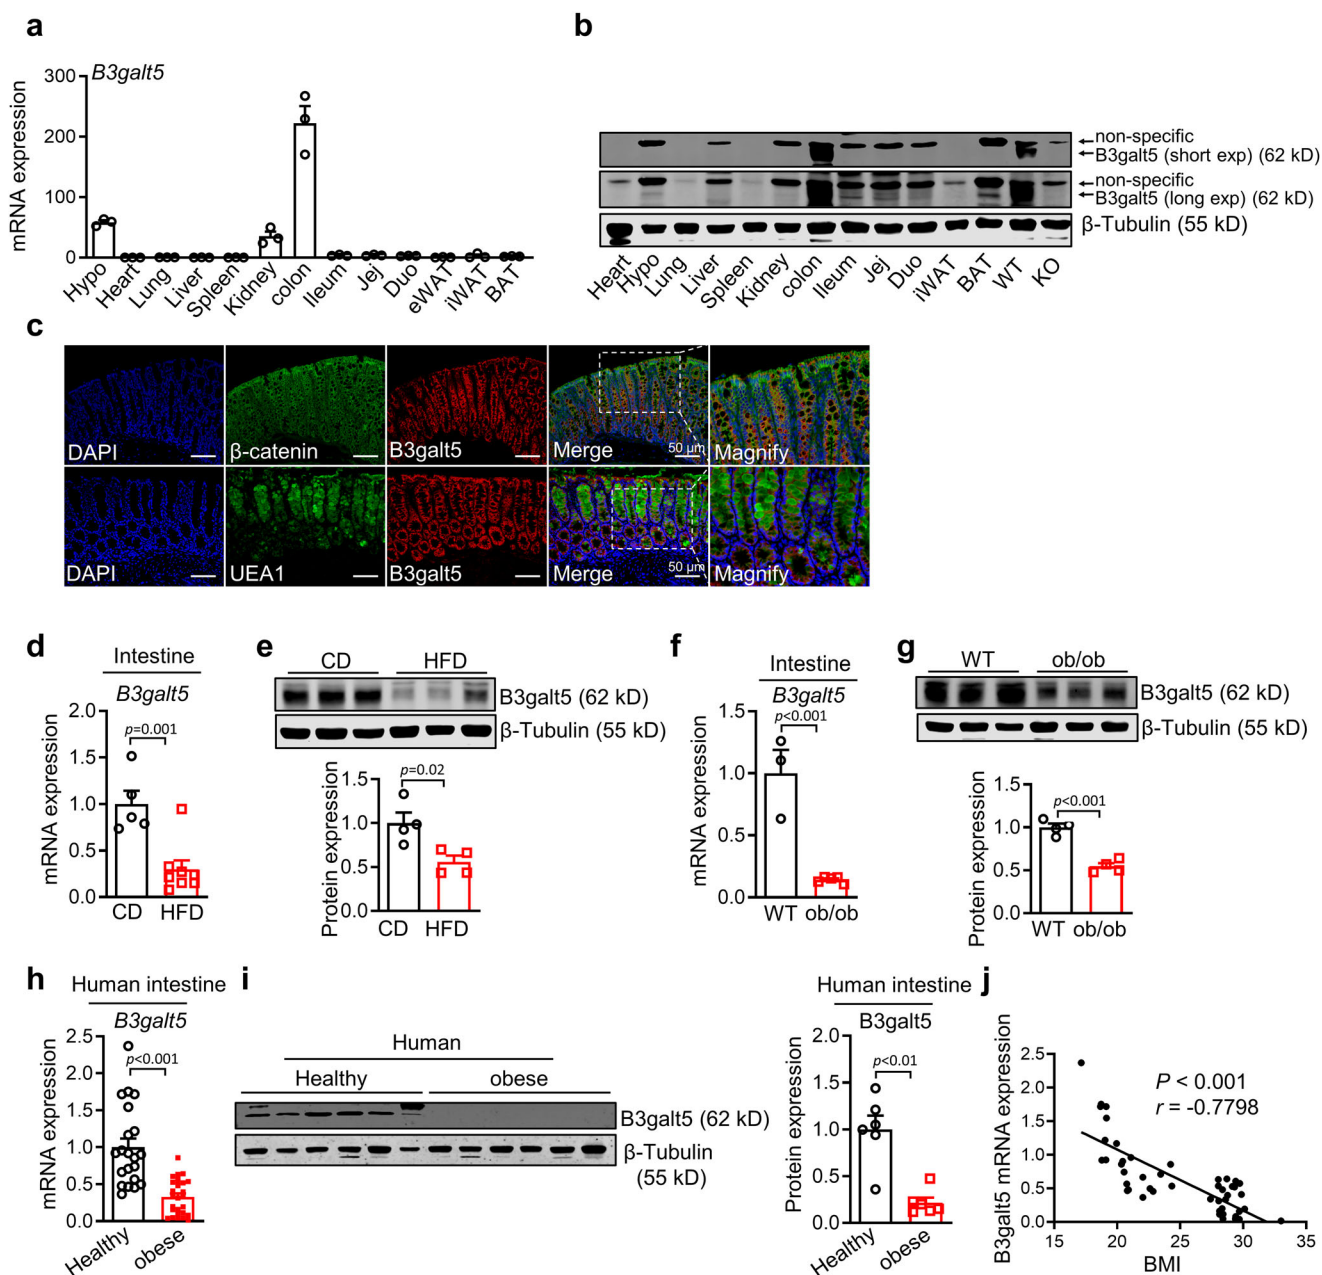 a
B3galt5
mRNA expression
300
200
100
0
Hypo
Heart
Lung
Liver
Spleen
Kidney
colon
Ileum
Jej
Duo
eWAT
iWAT
BAT
b
non-specific
B3galt5 (short exp) (62 kD)
non-specific
B3galt5 (long exp) (62 kD)
β-Tubulin (55 kD)
Heart
Hypo
Lung
Liver
Spleen
Kidney
colon
Ileum
Jej
Duo
iWAT
BAT
WT
KO
c
DAPI
β-catenin
B3galt5
Merge
50 μm
Magnify
DAPI
UEA1
B3galt5
Merge
50 μm
Magnify
d
Intestine
B3galt5
mRNA expression
2.0
1.5
1.0
0.5
0.0
p=0.001
CD
HFD
e
CD
HFD
B3galt5 (62 kD)
β-Tubulin (55 kD)
Protein expression
1.5
1.0
0.5
0.0
p=0.02
CD
HFD
f
Intestine
B3galt5
mRNA expression
1.5
1.0
0.5
0.0
p<0.001
WT
ob/ob
g
WT
ob/ob
B3galt5 (62 kD)
β-Tubulin (55 kD)
Protein expression
1.5
1.0
0.5
0.0
p<0.001
WT
ob/ob
h
Human intestine
B3galt5
mRNA expression
2.5
2.0
1.5
1.0
0.5
0.0
p<0.001
Healthy
obese
i
Human
Healthy
obese
B3galt5 (62 kD)
β-Tubulin
(55 kD)
Human intestine
B3galt5
Protein expression
2.0
1.5
1.0
0.5
0.0
p<0.01
Healthy
obese
j
B3galt5 mRNA expression
2.5
2.0
1.5
1.0
0.5
0.0
P < 0.001
r = -0.7798
15
20
25
30
35
BMI